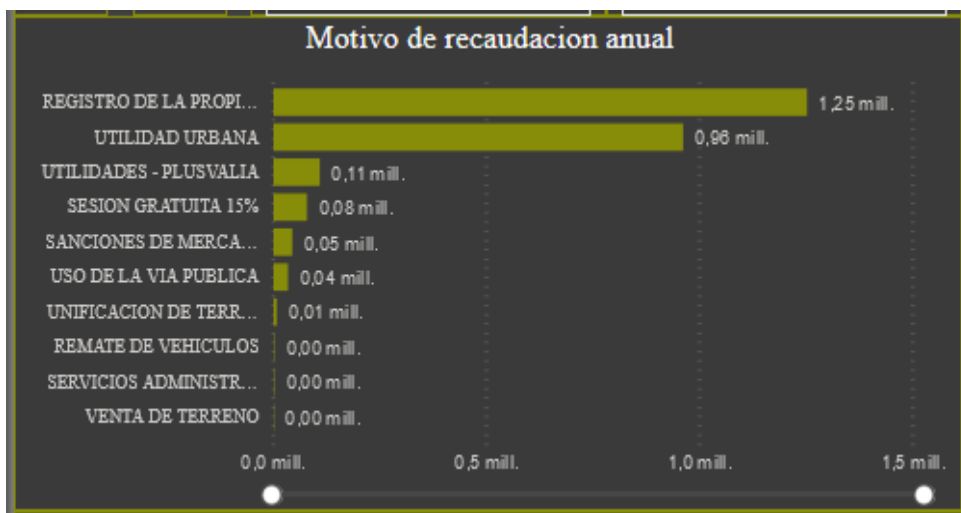 Motivo de recaudacion anual
REGISTRO DE LA PROPI... 1,25 mill.
UTILIDAD URBANA 0,96 mill.
UTILIDADES - PLUSVALIA 0,11 mill.
SESION GRATUITA 15% 0,08 mill.
SANCIONES DE MERCA... 0,05 mill.
USO DE LA VIA PUBLICA 0,04 mill.
UNIFICACION DE TERR... 0,01 mill.
REMATE DE VEHICULOS 0,00 mill.
SERVICIOS ADMINISTR... 0,00 mill.
VENTA DE TERRENO 0,00 mill.
0,0 mill. 0,5 mill. 1,0 mill. 1,5 mill.